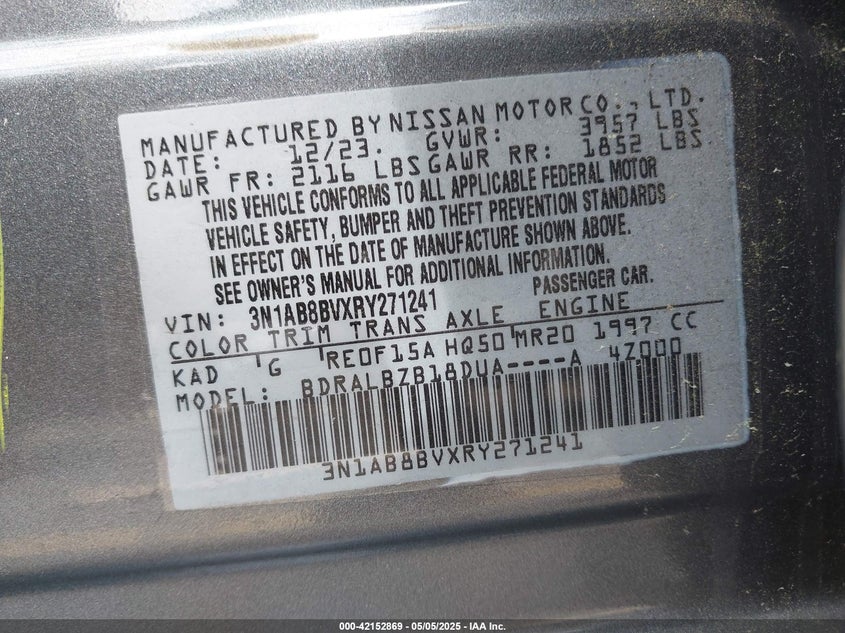 MANUFACTURED BY NISSAN MOTOR CO., LTD.
DATE: 12/23. GVWR: 3957 LBS
GAWR FR: 2116 LBS GAWR RR: 1852 LBS
THIS VEHICLE CONFORMS TO ALL APPLICABLE FEDERAL MOTOR
VEHICLE SAFETY, BUMPER AND THEFT PREVENTION STANDARDS
IN EFFECT ON THE DATE OF MANUFACTURE SHOWN ABOVE.
SEE OWNER'S MANUAL FOR ADDITIONAL INFORMATION.
VIN: 3N1AB8BVXRY271241 PASSENGER CAR.
COLOR TRIM TRANS AXLE ENGINE
KAD G RE0F15A HQ50 MR20 1997 CC
MODEL: BDRALBZB18DUA----A 4Z000
3N1AB8BVXRY271241
000-42152869 - 05/05/2025 - IAA Inc.